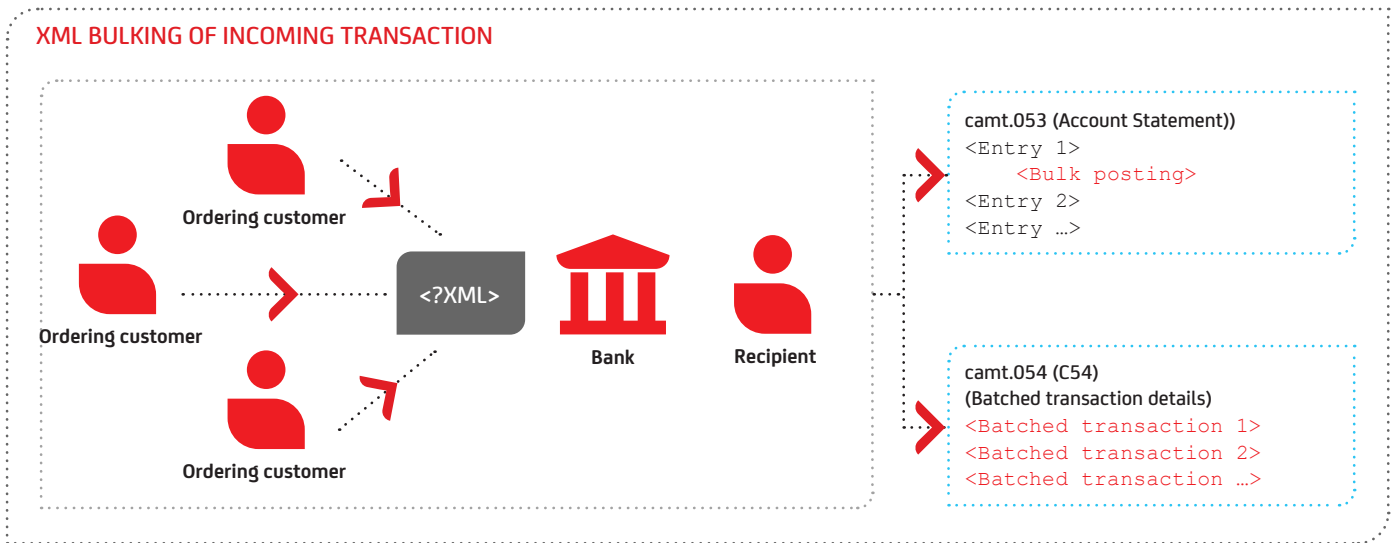 XML BULKING OF INCOMING TRANSACTION
Ordering customer
Ordering customer
Ordering customer
<?XML>
Bank
Recipient
camt.053 (Account Statement))
<Entry 1>
<Bulk posting>
<Entry 2>
<Entry …>
camt.054 (C54)
(Batched transaction details)
<Batched transaction 1>
<Batched transaction 2>
<Batched transaction …>